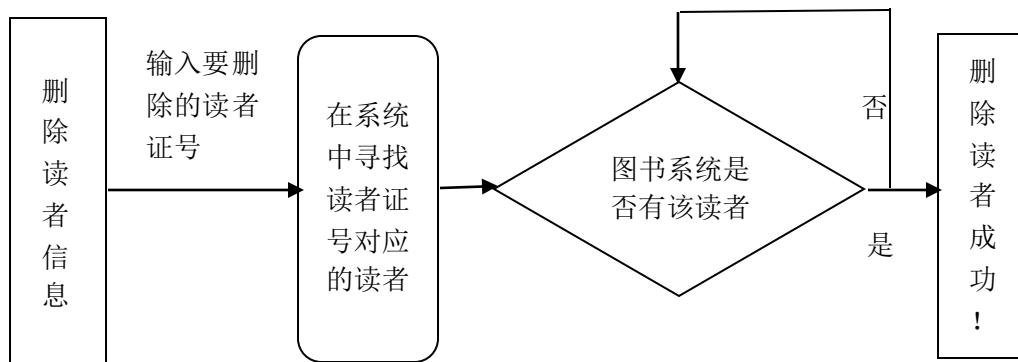 删
除
读
者
信
息
输入要删
除的读者
证号
在系统
中寻找
读者证
号对应
的读者
图书系统是
否有该读者
否
是
删
除
读
者
成
功
！